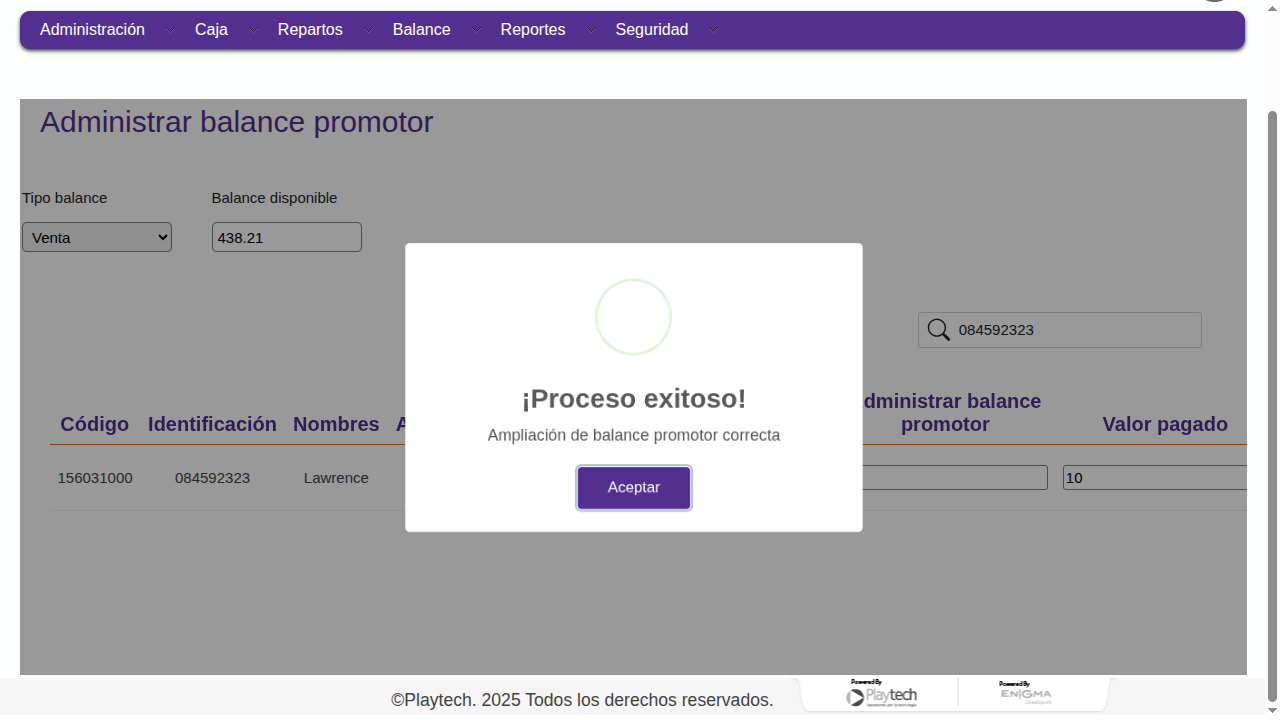 Administración Caja Repartos Balance Reportes Seguridad
Administrar balance promotor
Tipo balance Balance disponible
Venta 438.21
084592323
¡Proceso exitoso!
Ampliación de balance promotor correcta
Aceptar
Código Identificación Nombres A dministrar balance promotor Valor pagado
156031000 084592323 Lawrence 10
©Playtech. 2025 Todos los derechos reservados.
Powered By Playtech
Powered By ENIGMA